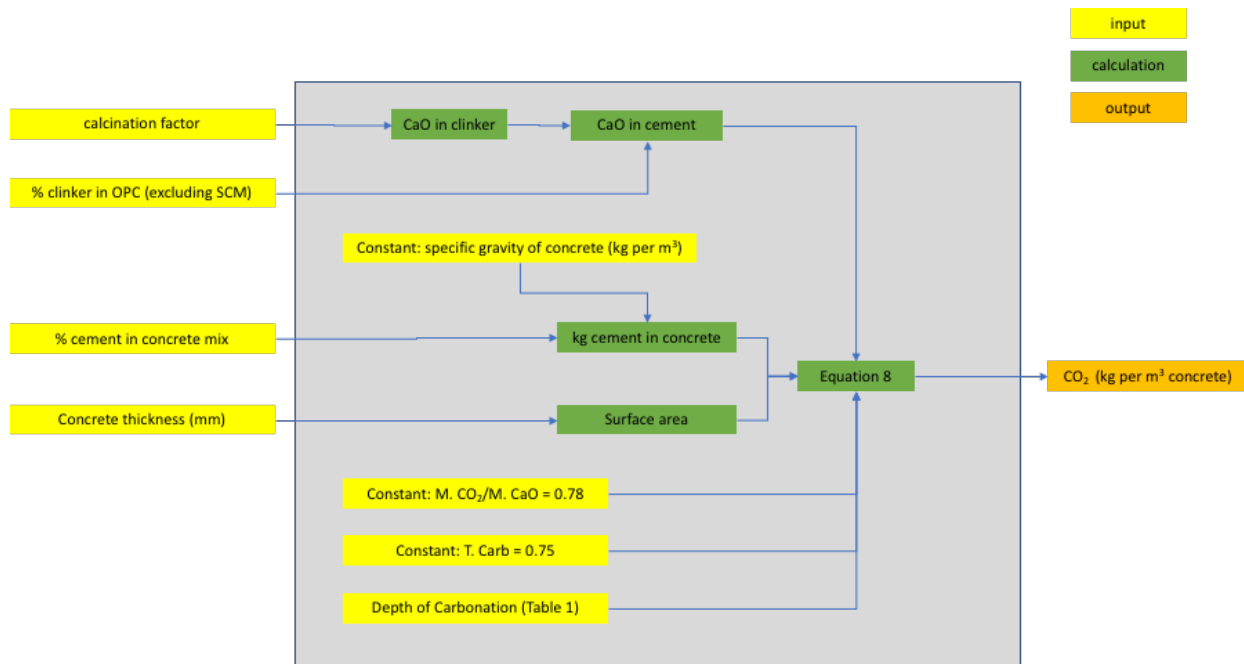 input
calculation
output
calcination factor
CaO in clinker
CaO in cement
% clinker in OPC (excluding SCM)
Constant: specific gravity of concrete (kg per m³)
% cement in concrete mix
kg cement in concrete
Equation 8
CO₂ (kg per m³ concrete)
Concrete thickness (mm)
Surface area
Constant: M. CO₂/M. CaO = 0.78
Constant: T. Carb = 0.75
Depth of Carbonation (Table 1)